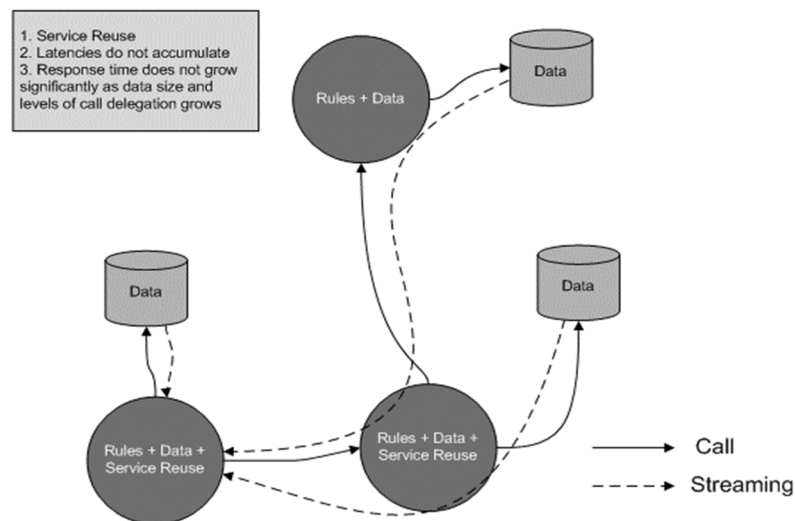 1. Service Reuse
2. Latencies do not accumulate
3. Response time does not grow
significantly as data size and
levels of call delegation grows
Rules + Data
Data
Data
Data
Rules + Data +
Service Reuse
Rules + Data +
Service Reuse
Call
Streaming